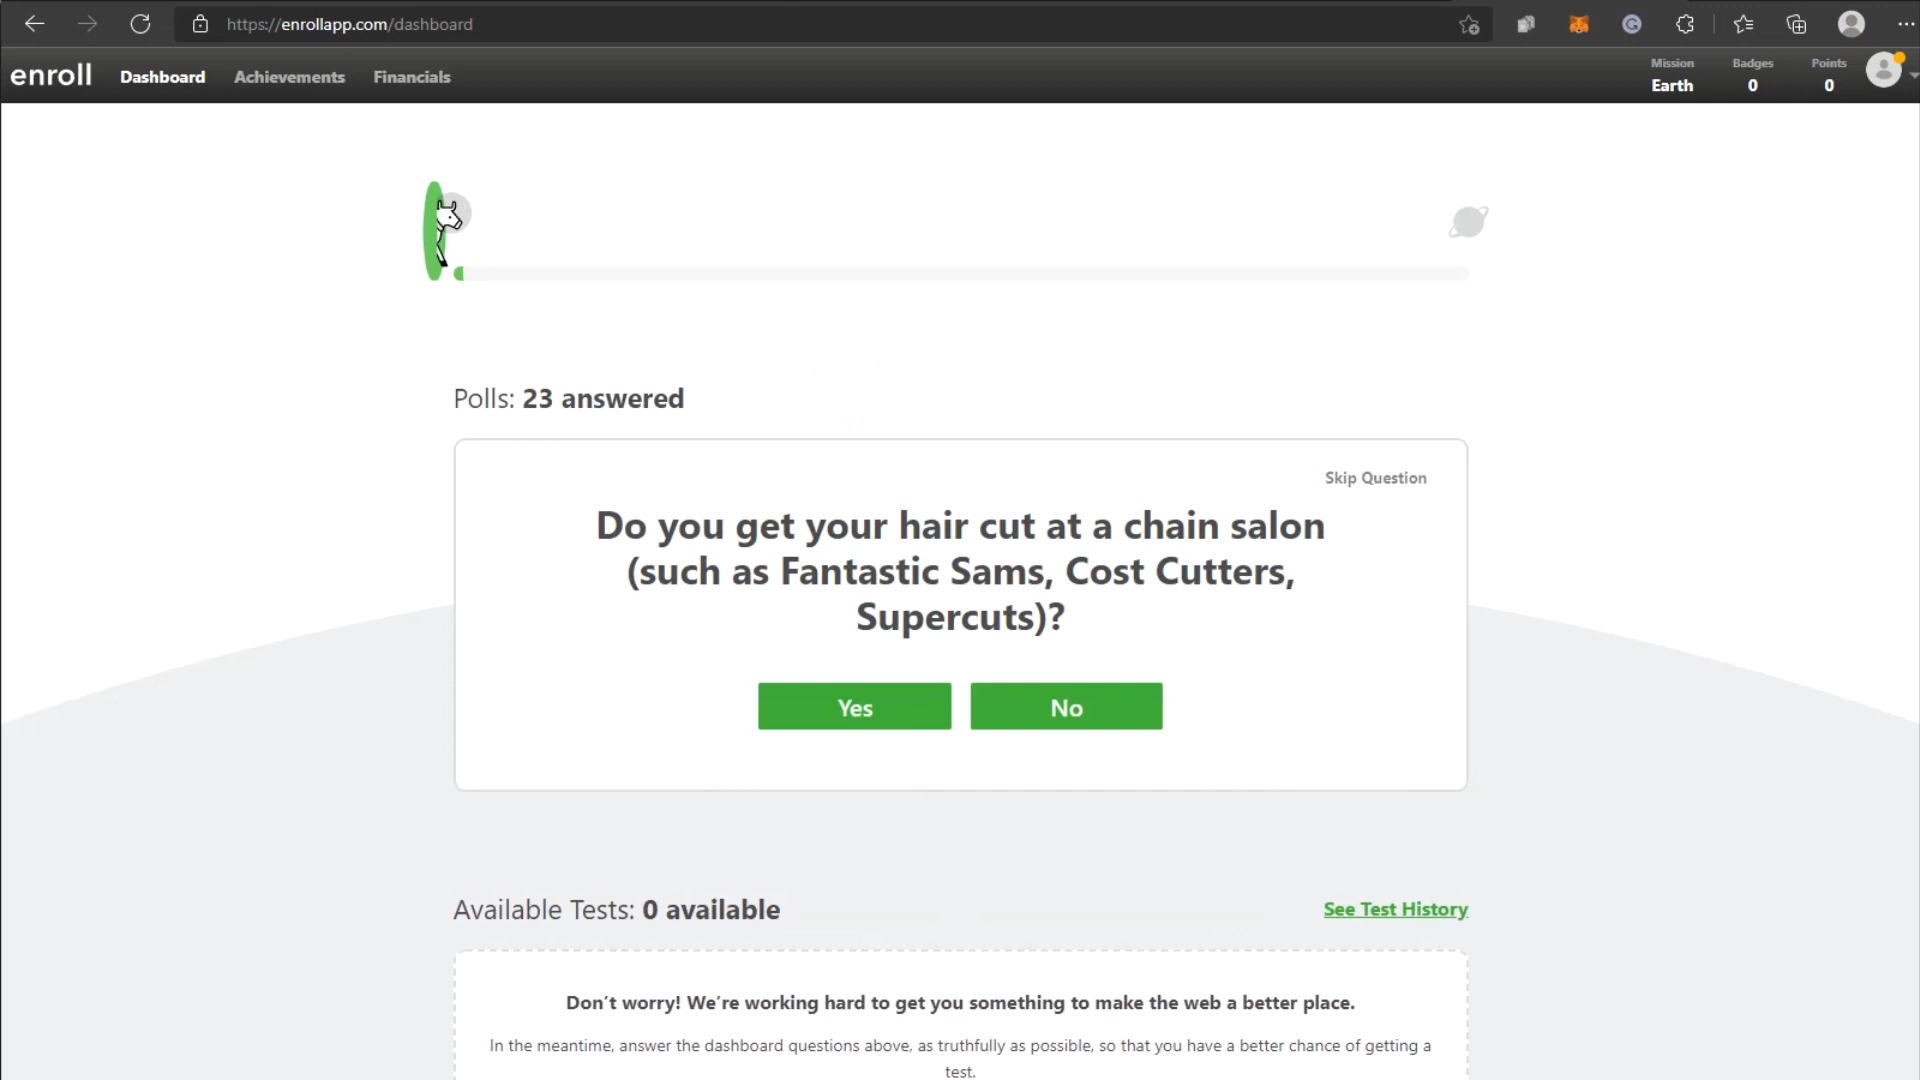 https://enrollapp.com/dashboard
enroll
Dashboard
Achievements
Financials
Mission
Earth
Badges
0
Points
0
Polls: 23 answered
Skip Question
Do you get your hair cut at a chain salon
(such as Fantastic Sams, Cost Cutters,
Supercuts)?
Yes
No
Available Tests: 0 available
See Test History
Don’t worry! We’re working hard to get you something to make the web a better place.
In the meantime, answer the dashboard questions above, as truthfully as possible, so that you have a better chance of getting a
test.